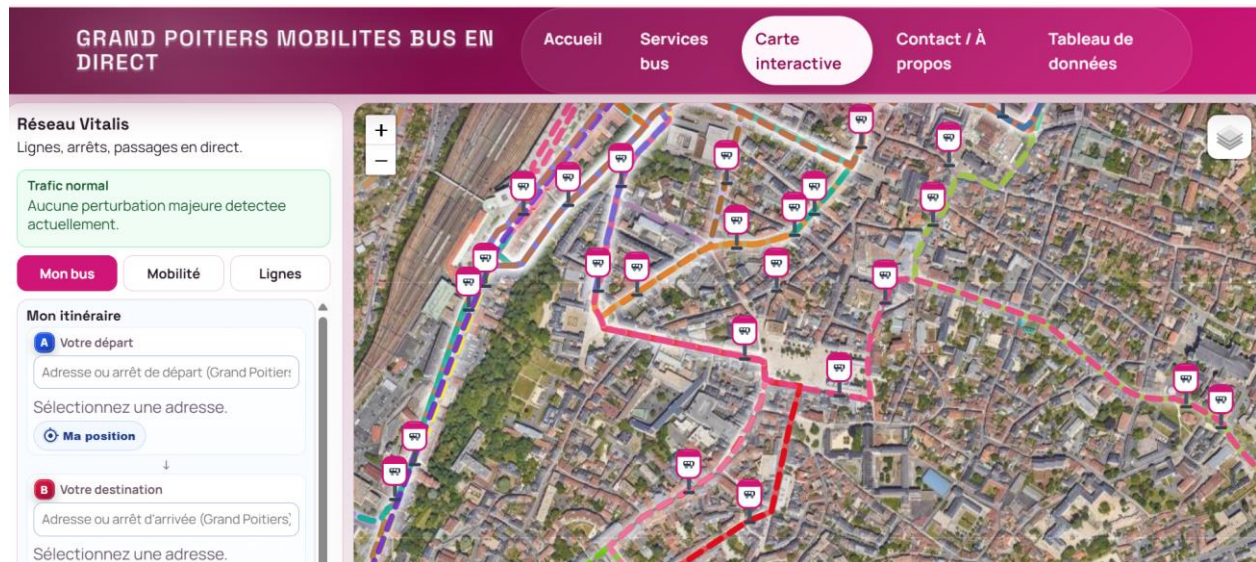 GRAND POITIERS MOBILITES BUS EN
DIRECT
Accueil
Services
bus
Carte
interactive
Contact / À
propos
Tableau de
données
Réseau Vitalis
Lignes, arrêts, passages en direct.
Trafic normal
Aucune perturbation majeure detectee
actuellement.
Mon bus
Mobilité
Lignes
Mon itinéraire
A Votre départ
Adresse ou arrêt de départ (Grand Poitiers
Sélectionnez une adresse.
Ma position
↓
B Votre destination
Adresse ou arrêt d'arrivée (Grand Poitiers)
Sélectionnez une adresse.
+
−